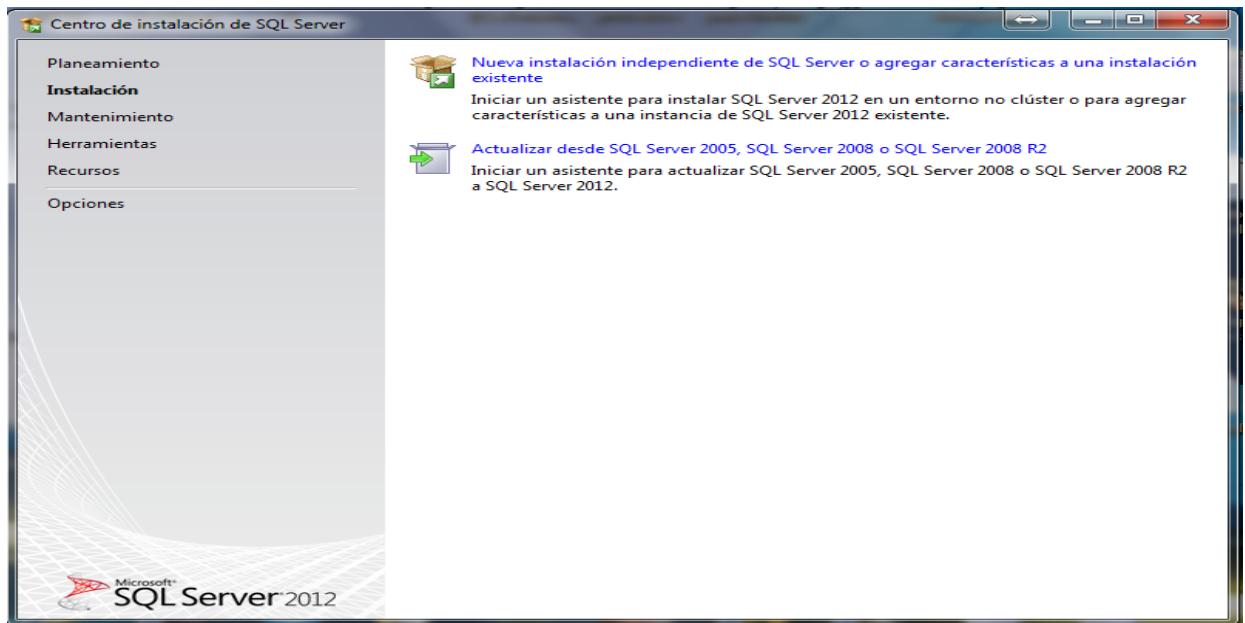 Centro de instalación de SQL Server
Planeamiento
Instalación
Mantenimiento
Herramientas
Recursos
Opciones
Nueva instalación independiente de SQL Server o agregar características a una instalación
existente
Iniciar un asistente para instalar SQL Server 2012 en un entorno no clúster o para agregar
características a una instancia de SQL Server 2012 existente.
Actualizar desde SQL Server 2005, SQL Server 2008 o SQL Server 2008 R2
Iniciar un asistente para actualizar SQL Server 2005, SQL Server 2008 o SQL Server 2008 R2
a SQL Server 2012.
Microsoft
SQL Server 2012